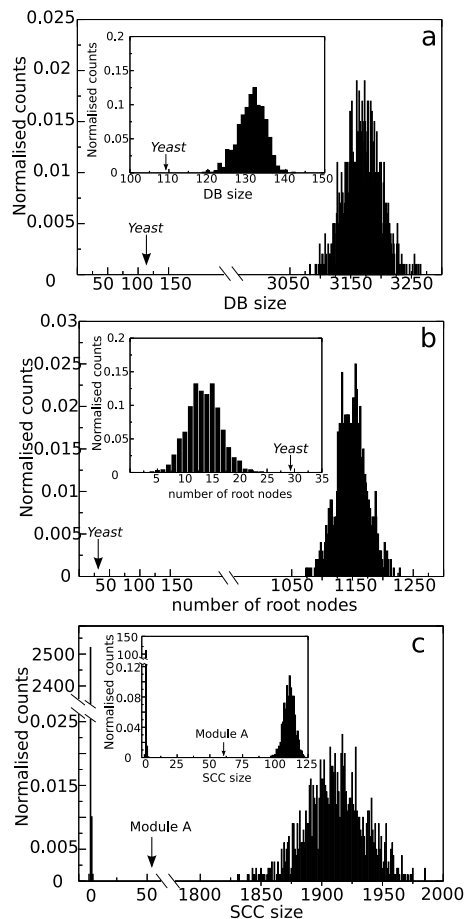 a
0.025
0.02
0.015
0.01
0.005
0
Normalised counts
50 100 150 3050 3150 3250
DB size
Yeast
0.2
0.15
0.1
0.05
0
Normalised counts
100 110 120 130 140 150
DB size
Yeast
b
0.03
0.025
0.02
0.015
0.01
0.005
0
Normalised counts
50 100 150 1050 1150 1250
number of root nodes
Yeast
0.2
0.15
0.1
0.05
0
Normalised counts
5 10 15 20 25 30 35
number of root nodes
Yeast
c
2500
2400
0.025
0.02
0.015
0.01
0.005
0
Normalised counts
0 50 1800 1850 1900 1950 2000
SCC size
Module A
150
100
0.12
0.08
0.04
0
Normalised counts
0 25 50 75 100 125
SCC size
Module A